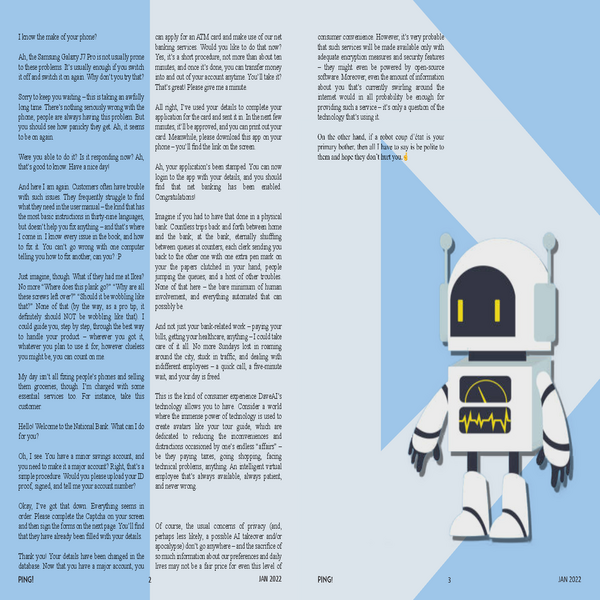 I know the make of your phone?
Ah, the Samsung Galaxy J7 Pro is not usually prone
to these problems. It's usually enough if you switch
it off and switch it on again. Why don't you try that?
Sorry to keep you waiting – this is taking an awfully
long time. There's nothing seriously wrong with the
phone, people are always having this problem. But
you should see how panicky they get. Ah, it seems
to be on again.
Were you able to do it? Is it responding now? Ah,
that's good to know. Have a nice day!
And here I am again. Customers often have trouble
with such issues. They frequently struggle to find
what they need in the user manual – the kind that has
the most basic instructions in thirty-nine languages,
but doesn't help you fix anything – and that's where
I come in. I know every issue in the book, and how
to fix it. You can't go wrong with one computer
telling you how to fix another, can you? :P
Just imagine, though. What if they had me at Ikea?
No more "Where does this plank go?" "Why are all
these screws left over?" "Should it be wobbling like
that?" None of that (by the way, as a pro tip, it
definitely should NOT be wobbling like that). I
could guide you, step by step, through the best way
to handle your product – wherever you got it,
whatever you plan to use it for; however clueless
you might be, you can count on me.
My day isn't all fixing people's phones and selling
them groceries, though. I'm charged with some
essential services too. For instance, take this
customer:
Hello! Welcome to the National Bank. What can I do
for you?
Oh, I see. You have a minor savings account, and
you need to make it a major account? Right, that's a
simple procedure. Would you please upload your ID
proof, signed, and tell me your account number?
Okay, I've got that down. Everything seems in
order. Please complete the Captcha on your screen
and then sign the forms on the next page. You'll find
that they have already been filled with your details.
Thank you! Your details have been changed in the
database. Now that you have a major account, you
PING!
2
can apply for an ATM card and make use of our net
banking services. Would you like to do that now?
Yes, it's a short procedure, not more than about ten
minutes, and once it's done, you can transfer money
into and out of your account anytime. You'll take it?
That's great! Please give me a minute.
All right, I've used your details to complete your
application for the card and sent it in. In the next few
minutes, it'll be approved, and you can print out your
card. Meanwhile, please download this app on your
phone – you'll find the link on the screen.
Ah, your application's been stamped. You can now
login to the app with your details, and you should
find that net banking has been enabled.
Congratulations!
Imagine if you had to have that done in a physical
bank. Countless trips back and forth between home
and the bank, at the bank, eternally shuffling
between queues at counters, each clerk sending you
back to the other one with one extra pen mark on
your the papers clutched in your hand, people
jumping the queues, and a host of other troubles.
None of that here – the bare minimum of human
involvement, and everything automated that can
possibly be.
And not just your bank-related work – paying your
bills, getting your healthcare, anything – I could take
care of it all. No more Sundays lost in roaming
around the city, stuck in traffic, and dealing with
indifferent employees – a quick call, a five-minute
wait, and your day is freed.
This is the kind of consumer experience DaveAI's
technology allows you to have. Consider a world
where the immense power of technology is used to
create avatars like your tour guide, which are
dedicated to reducing the inconveniences and
distractions occasioned by one's endless "affairs" –
be they paying taxes, going shopping, facing
technical problems, anything. An intelligent virtual
employee that's always available, always patient,
and never wrong.
Of course, the usual concerns of privacy (and,
perhaps less likely, a possible AI takeover and/or
apocalypse) don't go anywhere – and the sacrifice of
so much information about our preferences and daily
lives may not be a fair price for even this level of
JAN 2022
consumer convenience. However, it's very probable
that such services will be made available only with
adequate encryption measures and security features
– they might even be powered by open-source
software. Moreover, even the amount of information
about you that's currently swirling around the
internet would in all probability be enough for
providing such a service – it's only a question of the
technology that's using it.
On the other hand, if a robot coup d'état is your
primary bother, then all I have to say is be polite to
them and hope they don't hurt you.
PING!
3
JAN 2022